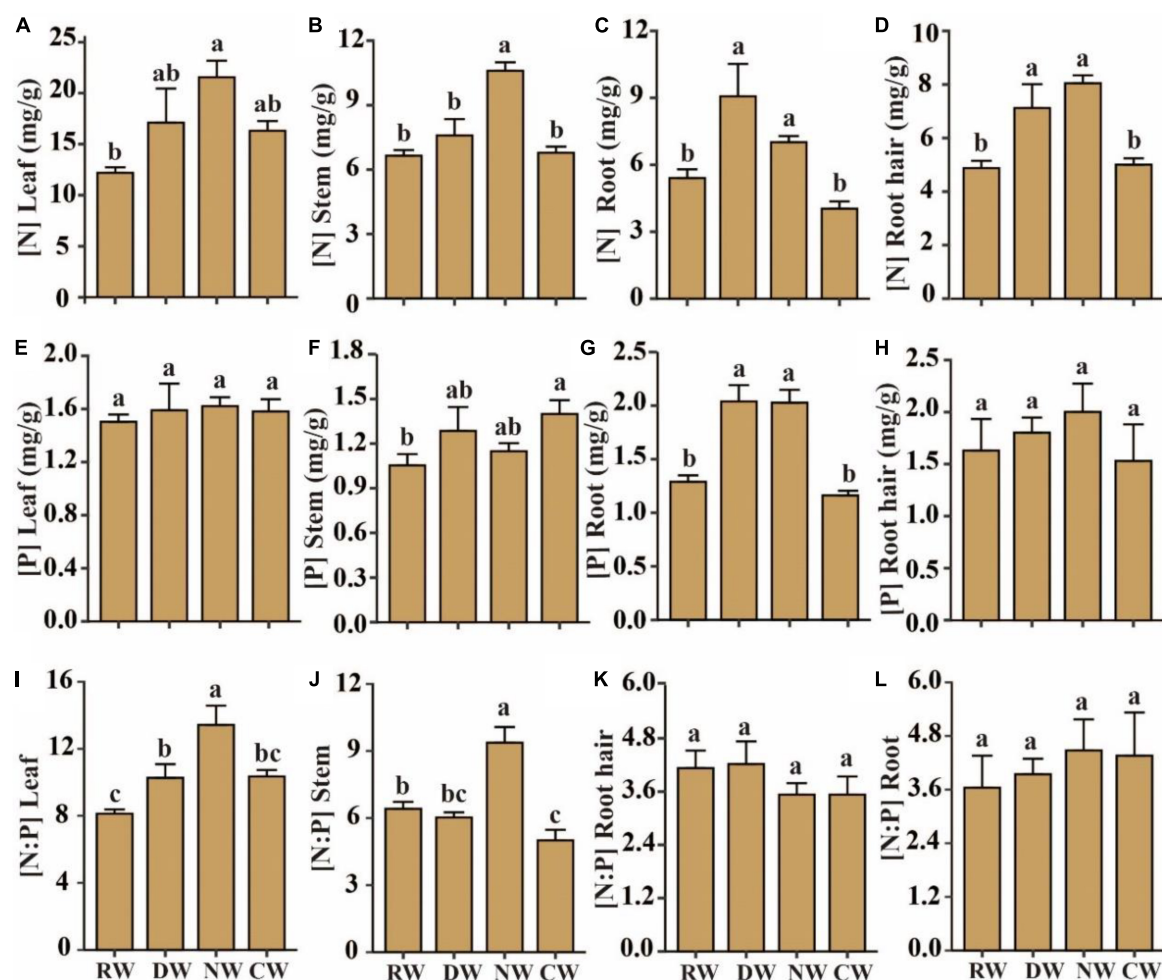 A
[N] Leaf (mg/g)
25
20
15
10
5
0
b
ab
a
ab
B
[N] Stem (mg/g)
12
9
6
3
0
b
b
a
b
C
[N] Root (mg/g)
12
9
6
3
0
b
a
a
b
D
[N] Root hair (mg/g)
10
8
6
4
2
0
b
a
a
b
E
[P] Leaf (mg/g)
2.0
1.6
1.2
0.8
0.4
0.0
a
a
a
a
F
[P] Stem (mg/g)
1.8
1.5
1.2
0.9
0.6
0.3
0.0
b
ab
ab
a
G
[P] Root (mg/g)
2.5
2.0
1.5
1.0
0.5
0.0
b
a
a
b
H
[P] Root hair (mg/g)
2.5
2.0
1.5
1.0
0.5
0.0
a
a
a
a
I
[N:P] Leaf
16
12
8
4
0
c
b
a
bc
RW DW NW CW
J
[N:P] Stem
12
9
6
3
0
b
bc
a
c
RW DW NW CW
K
[N:P] Root hair
6.0
4.8
3.6
2.4
1.2
0.0
a
a
a
a
RW DW NW CW
L
[N:P] Root
6.0
4.8
3.6
2.4
1.2
0.0
a
a
a
a
RW DW NW CW